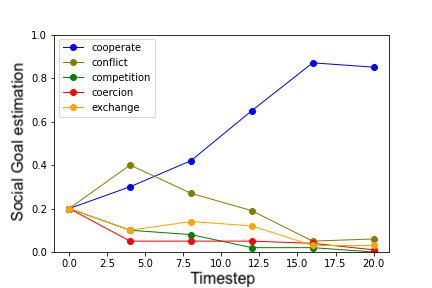 1.0
0.8
0.6
0.4
0.2
0.0
Social Goal estimation
cooperate
conflict
competition
coercion
exchange
0.0 2.5 5.0 7.5 10.0 12.5 15.0 17.5 20.0
Timestep